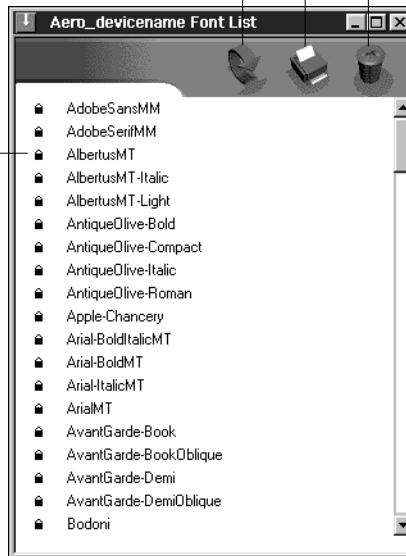 Aero_devicename Font List
AdobeSansMM
AdobeSerifMM
AlbertusMT
AlbertusMT-Italic
AlbertusMT-Light
AntiqueOlive-Bold
AntiqueOlive-Compact
AntiqueOlive-Italic
AntiqueOlive-Roman
Apple-Chancery
Arial-BoldItalicMT
Arial-BoldMT
Arial-ItalicMT
ArialMT
AvantGarde-Book
AvantGarde-BookOblique
AvantGarde-Demi
AvantGarde-DemiOblique
Bodoni